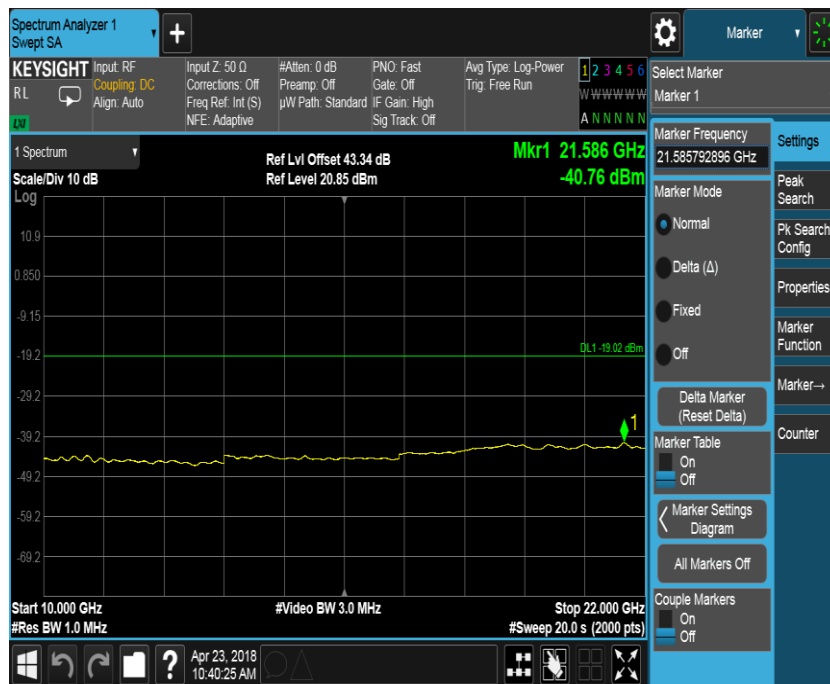 Spectrum Analyzer 1
Swept SA
+
Marker
KEYSIGHT
RL
LXI
Input: RF
Coupling: DC
Align: Auto
Input Z: 50 Ω
Corrections: Off
Freq Ref: Int (S)
NFE: Adaptive
#Atten: 0 dB
Preamp: Off
µW Path: Standard
PNO: Fast
Gate: Off
IF Gain: High
Sig Track: Off
Avg Type: Log-Power
Trig: Free Run
1 2 3 4 5 6
W W W W W W
A N N N N N
Select Marker
Marker 1
1 Spectrum
Scale/Div 10 dB
Log
Ref Lvl Offset 43.34 dB
Ref Level 20.85 dBm
Mkr1 21.586 GHz
-40.76 dBm
10.9
0.850
-9.15
-19.2
-29.2
-39.2
-49.2
-59.2
-69.2
DL1 -19.02 dBm
1
Start 10.000 GHz
#Res BW 1.0 MHz
#Video BW 3.0 MHz
Stop 22.000 GHz
#Sweep 20.0 s (2000 pts)
Marker Frequency
21.585792896 GHz
Marker Mode
Normal
Delta (Δ)
Fixed
Off
Delta Marker
(Reset Delta)
Marker Table
On
Off
Marker Settings
Diagram
All Markers Off
Couple Markers
On
Off
Settings
Peak
Search
Pk Search
Config
Properties
Marker
Function
Marker→
Counter
?
Apr 23, 2018
10:40:25 AM